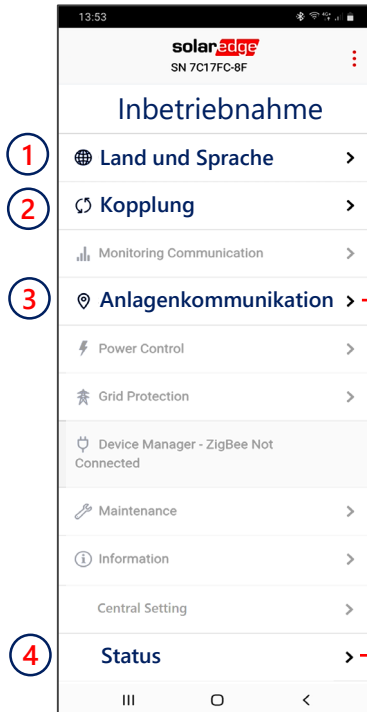 13:53
solaredge
SN 7C17FC-8F
Inbetriebnahme
1
Land und Sprache
2
Kopplung
Monitoring Communication
3
Anlagenkommunikation
Power Control
Grid Protection
Device Manager - ZigBee Not
Connected
Maintenance
Information
Central Setting
4
Status